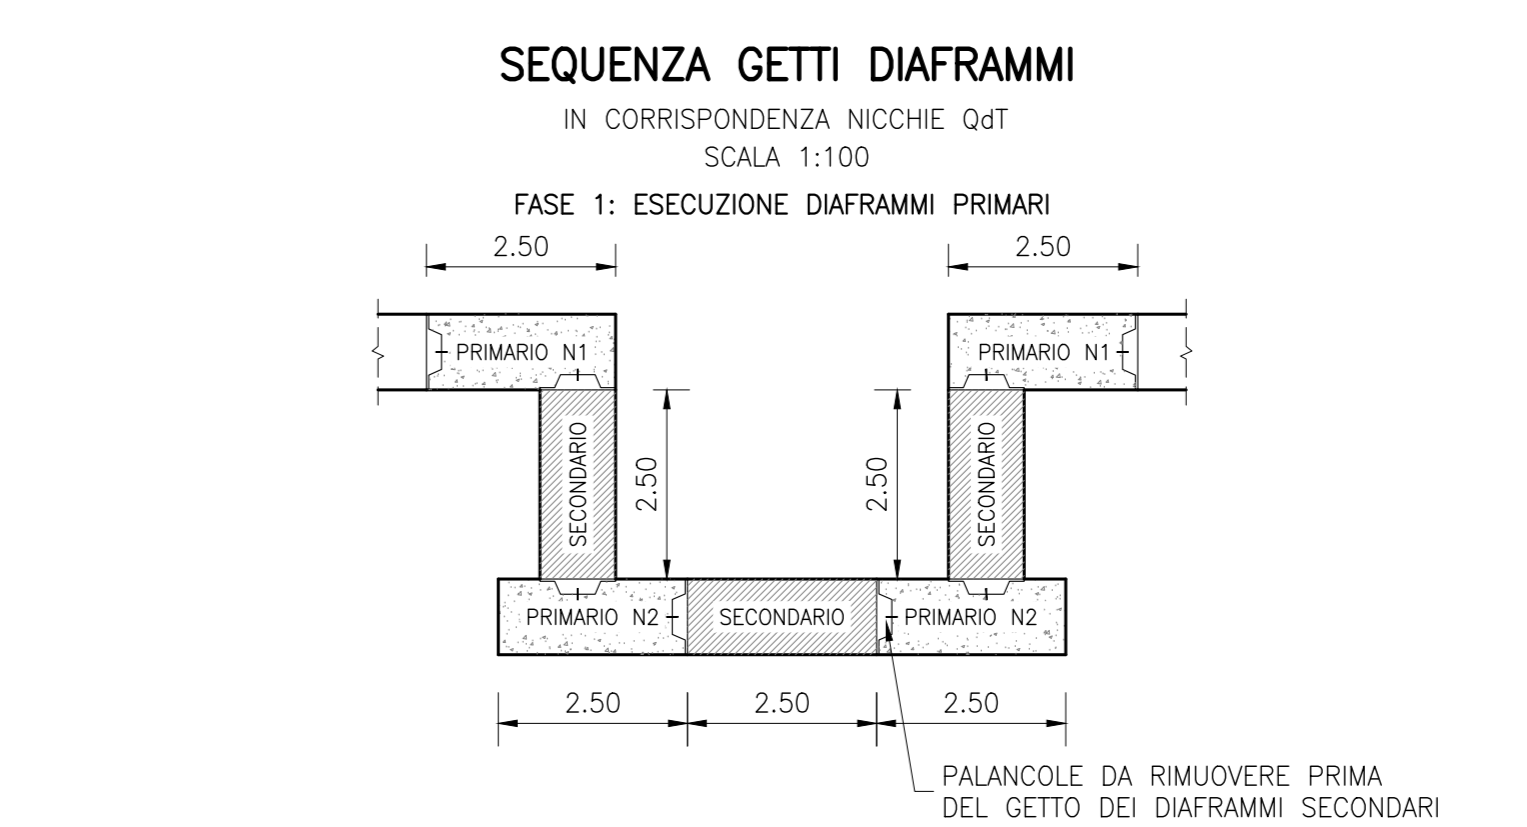 SEQUENZA GETTI DIAFRAMMI
IN CORRISPONDENZA NICCHIE QdT
SCALA 1:100
FASE 1: ESECUZIONE DIAFRAMMI PRIMARI
2.50
2.50
PRIMARIO N1
PRIMARIO N1
SECONDARIO
2.50
2.50
SECONDARIO
PRIMARIO N2
SECONDARIO
PRIMARIO N2
2.50
2.50
2.50
PALANCOLE DA RIMUOVERE PRIMA
DEL GETTO DEI DIAFRAMMI SECONDARI